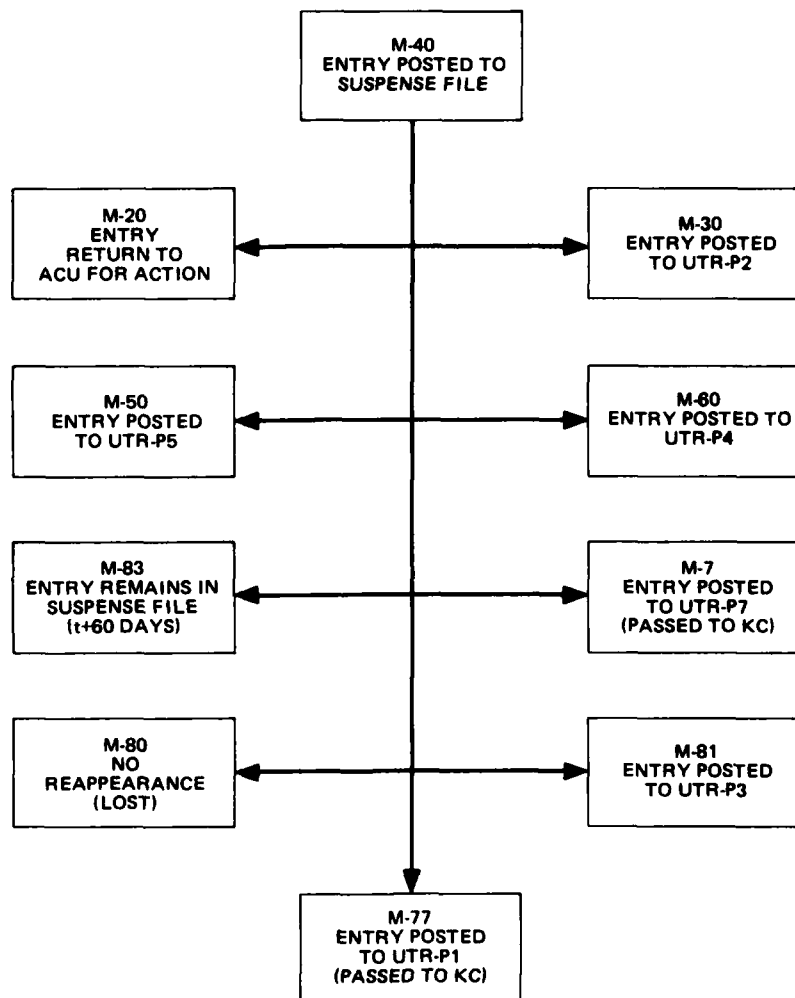 M-40
ENTRY POSTED TO
SUSPENSE FILE
M-20
ENTRY
RETURN TO
ACU FOR ACTION
M-30
ENTRY POSTED
TO UTR-P2
M-50
ENTRY POSTED
TO UTR-P5
M-60
ENTRY POSTED TO
UTR-P4
M-83
ENTRY REMAINS IN
SUSPENSE FILE
(t+60 DAYS)
M-7
ENTRY POSTED
TO UTR-P7
(PASSED TO KC)
M-80
NO
REAPPEARANCE
(LOST)
M-81
ENTRY POSTED
TO UTR-P3
M-77
ENTRY POSTED
TO UTR-P1
(PASSED TO KC)